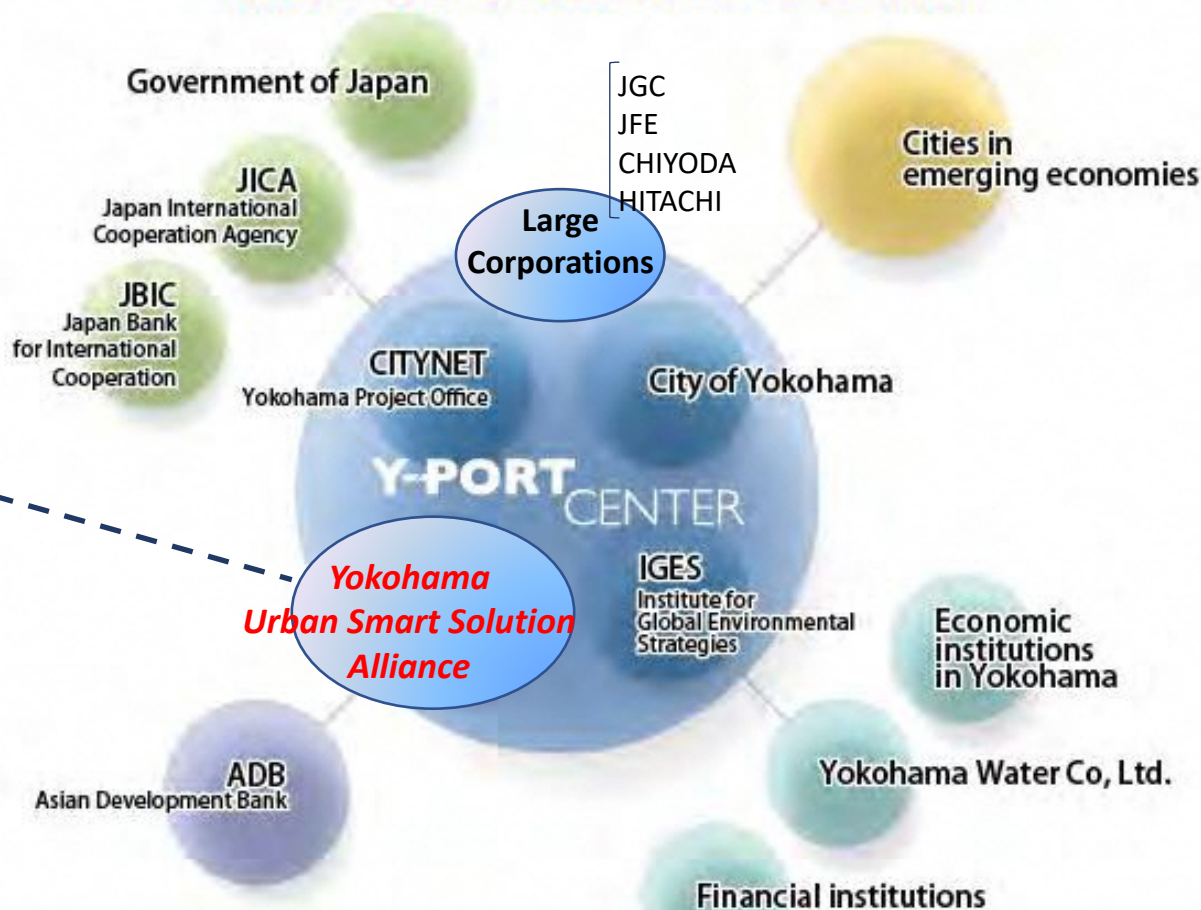 Government of Japan
JGC
JFE
CHIYODA
HITACHI
Cities in
emerging economies
JICA
Japan International
Cooperation Agency
Large
Corporations
JBIC
Japan Bank
for International
Cooperation
CITYNET
Yokohama Project Office
City of Yokohama
Y-PORT
CENTER
Yokohama
Urban Smart Solution
Alliance
IGES
Institute for
Global Environmental
Strategies
Economic
institutions
in Yokohama
ADB
Asian Development Bank
Yokohama Water Co, Ltd.
Financial institutions